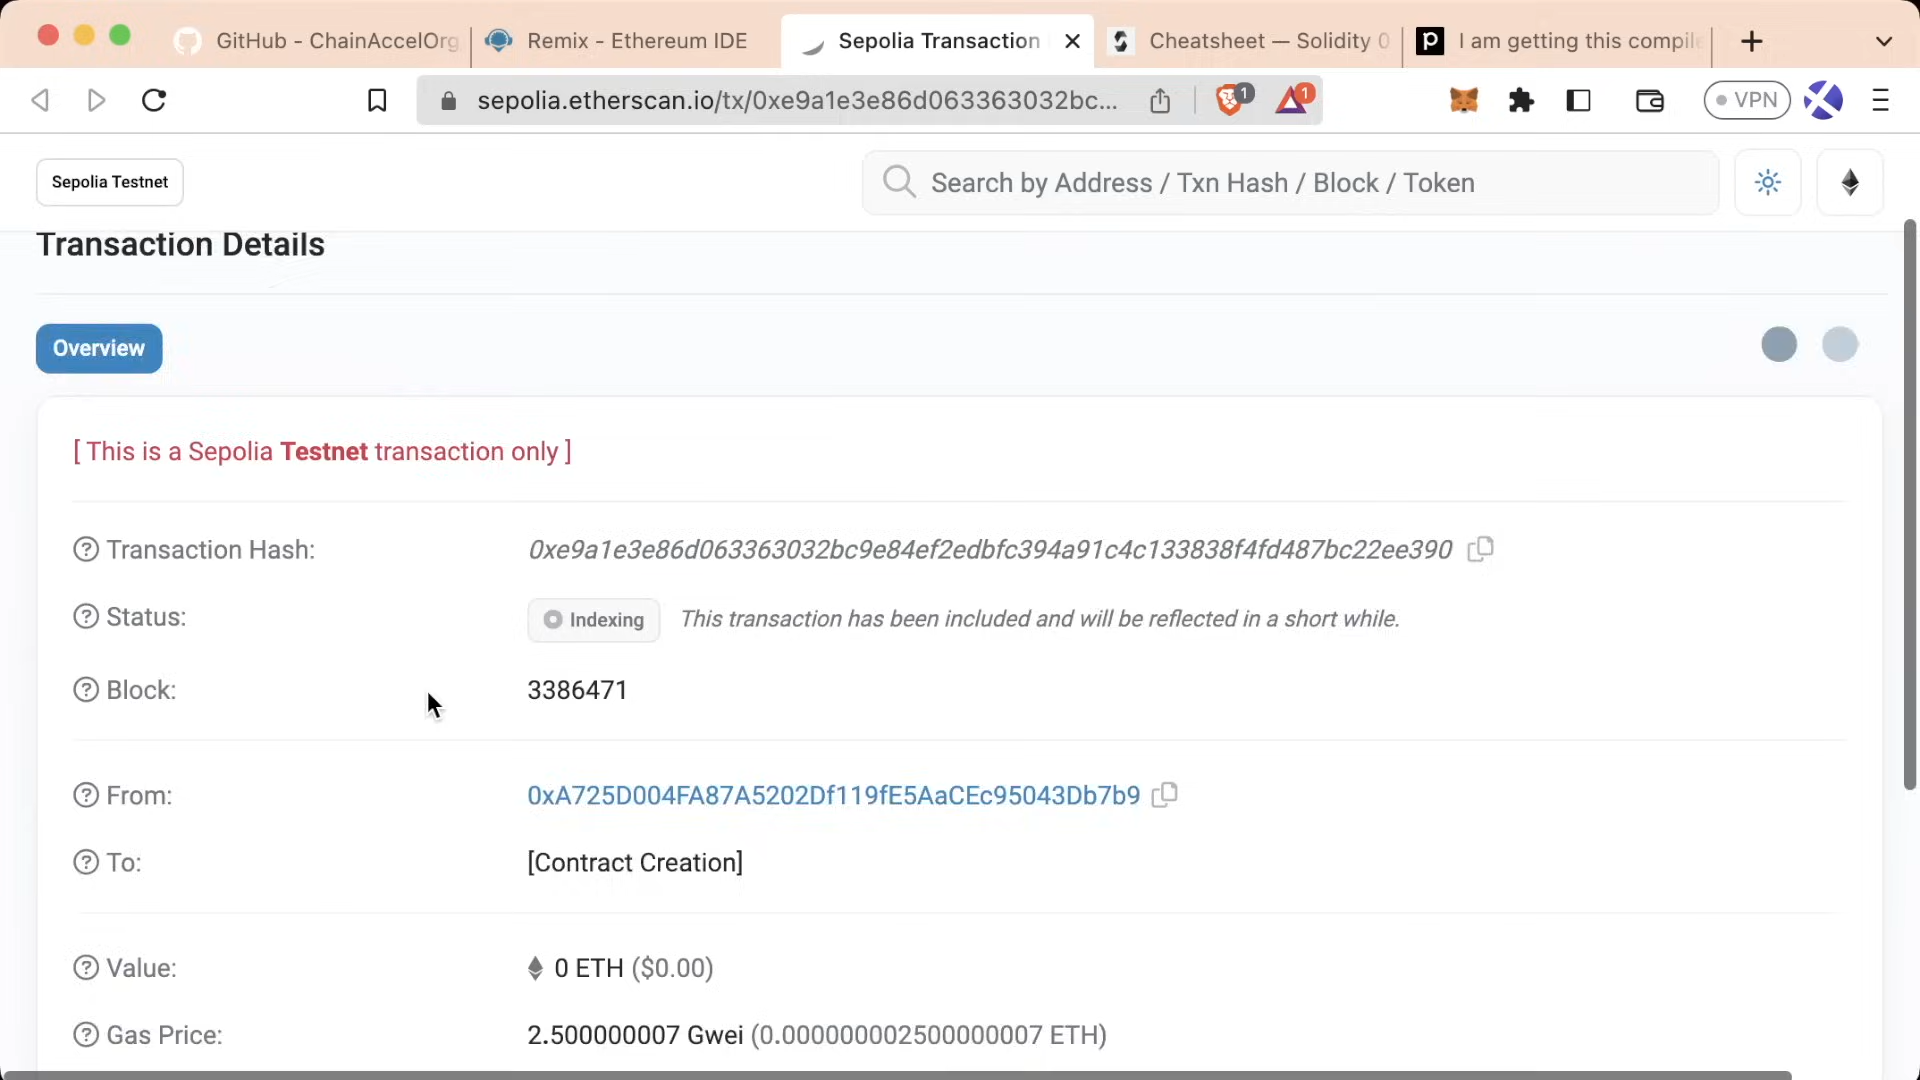 GitHub - ChainAccelOrg
Remix - Ethereum IDE
Sepolia Transaction
Cheatsheet — Solidity 0
I am getting this compile
sepolia.etherscan.io/tx/0xe9a1e3e86d063363032bc...
1
1
VPN
Sepolia Testnet
Search by Address / Txn Hash / Block / Token
Transaction Details
Overview
[ This is a Sepolia Testnet transaction only ]
Transaction Hash:
0xe9a1e3e86d063363032bc9e84ef2edbfc394a91c4c133838f4fd487bc22ee390
Status:
Indexing
This transaction has been included and will be reflected in a short while.
Block:
3386471
From:
0xA725D004FA87A5202Df119fE5AaCEc95043Db7b9
To:
[Contract Creation]
Value:
0 ETH ($0.00)
Gas Price:
2.500000007 Gwei (0.000000002500000007 ETH)